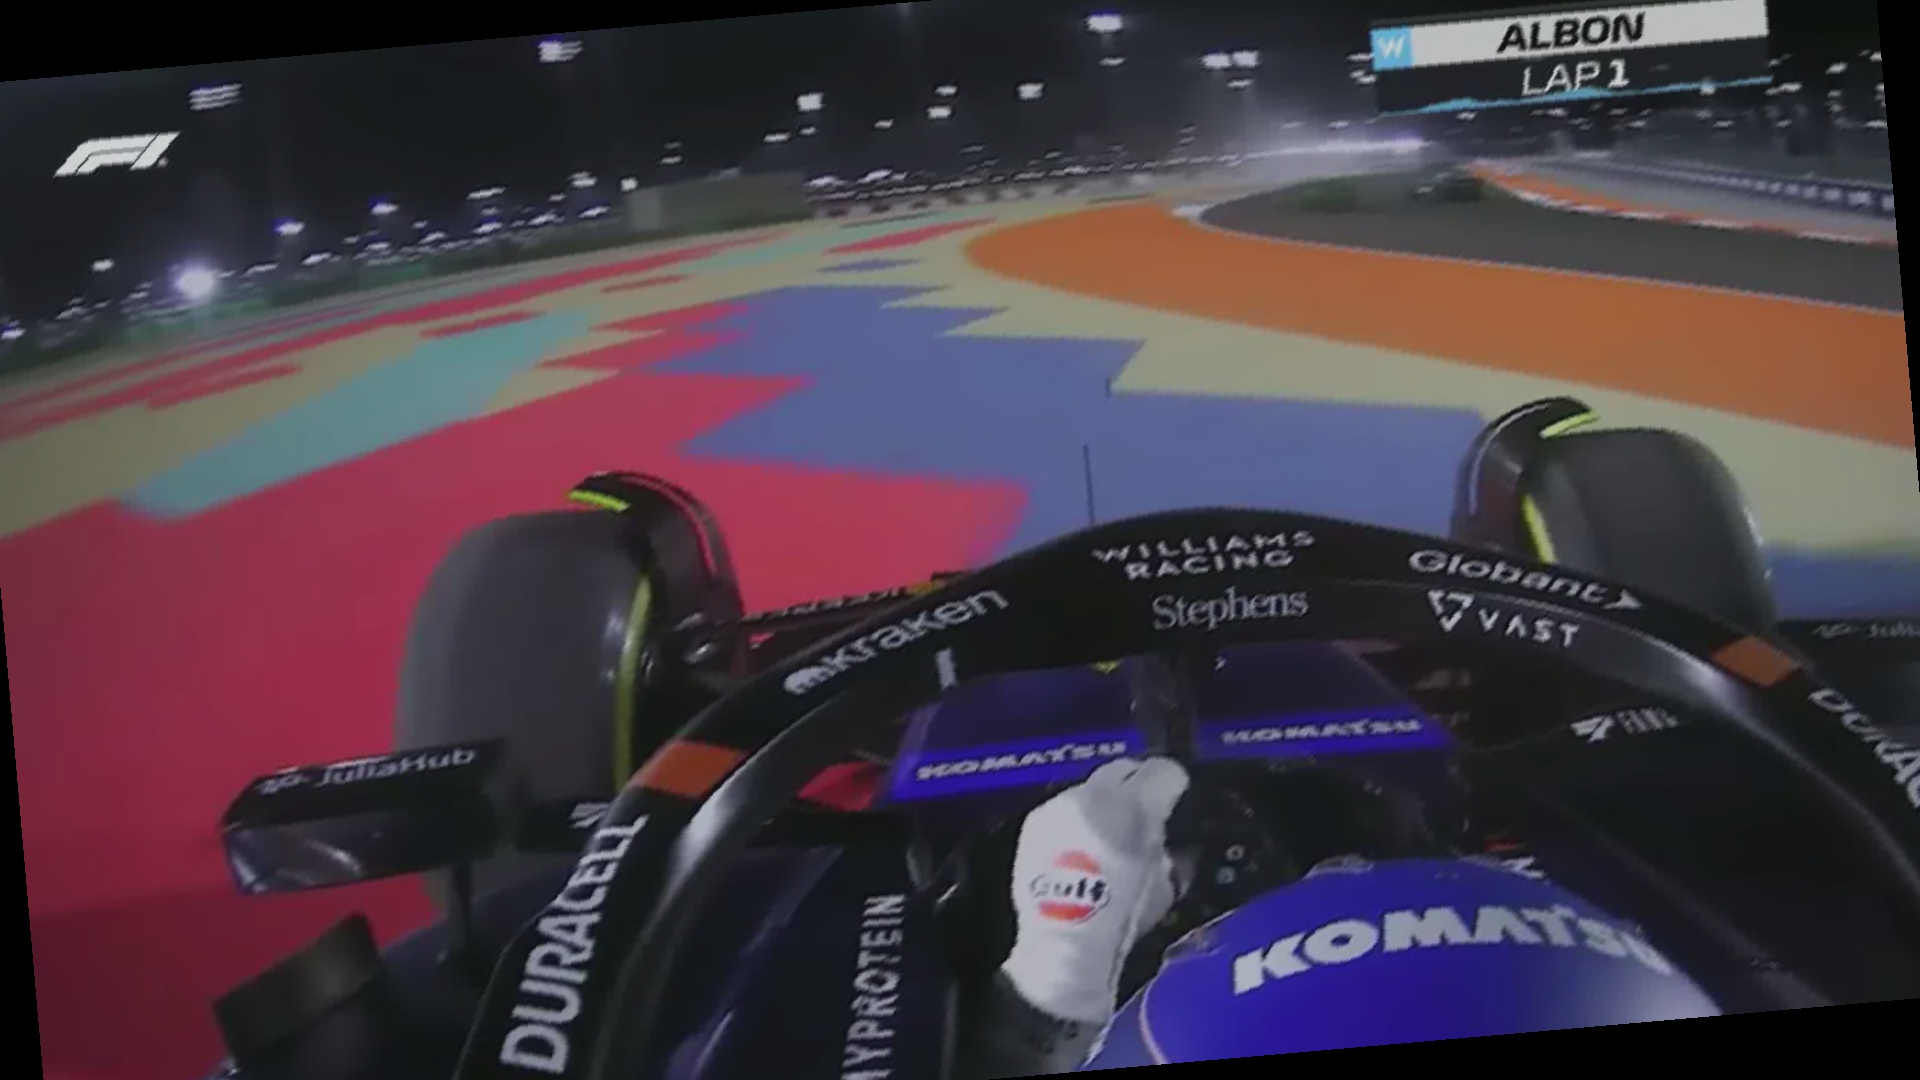 ALBON
W
LAP 1
F1
WILLIAMS
RACING
Globant
Stephens
VAST
kraken
KOMATSU
KOMATSU
JuliaHub
DURACELL
MYPROTEIN
Gulf
KOMATSU